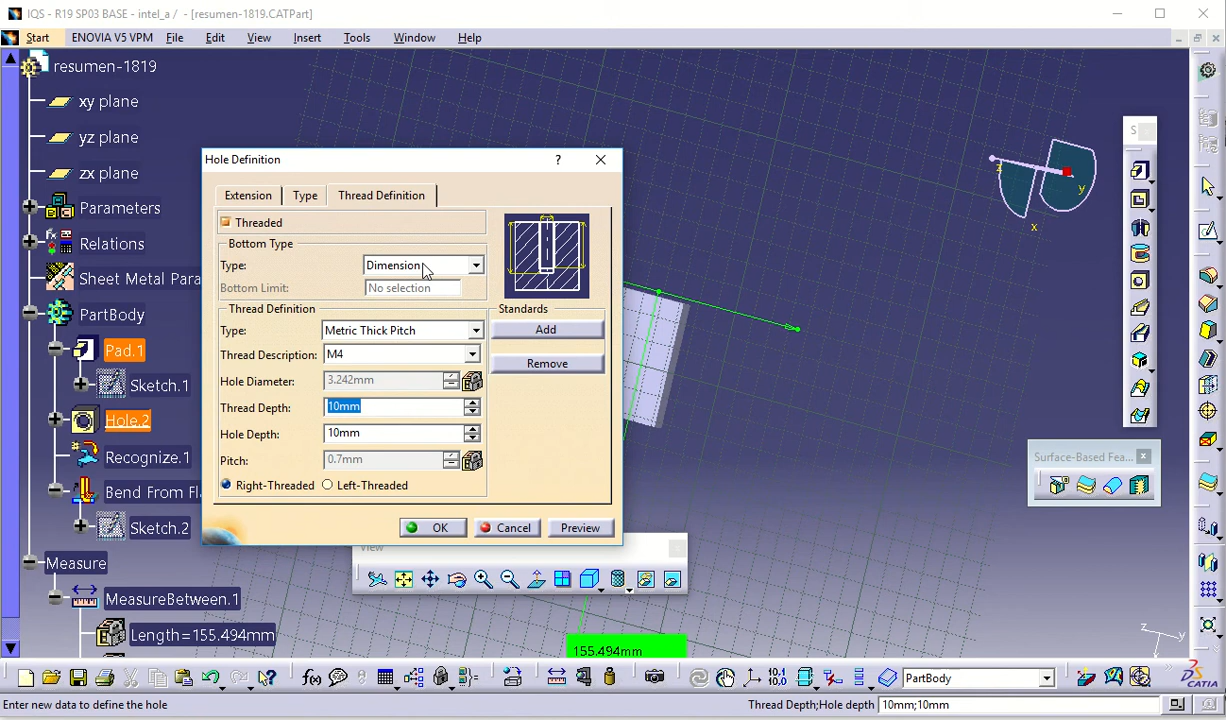 IQS - R19 SP03 BASE - intel_a / - [resumen-1819.CATPart]
Start ENOVIA V5 VPM File Edit View Insert Tools Window Help
resumen-1819
xy plane
yz plane
zx plane
Parameters
Relations
Sheet Metal Para
PartBody
Pad.1
Sketch.1
Hole.2
Recognize.1
Bend From Fl
Sketch.2
Measure
MeasureBetween.1
Length=155.494mm
Hole Definition
? 
Extension Type Thread Definition
Threaded
Bottom Type
Type: Dimension
Bottom Limit: No selection
Thread Definition
Type: Metric Thick Pitch
Thread Description: M4
Hole Diameter: 3.242mm
Thread Depth: 10mm
Hole Depth: 10mm
Pitch: 0.7mm
Right-Threaded Left-Threaded
Standards
Add
Remove
OK Cancel Preview
View
155.494mm
z
y
x
S
Surface-Based Fea...
z
y
x
f(x)
10.1
10,0
PartBody
CATIA
Enter new data to define the hole
Thread Depth;Hole depth 10mm;10mm